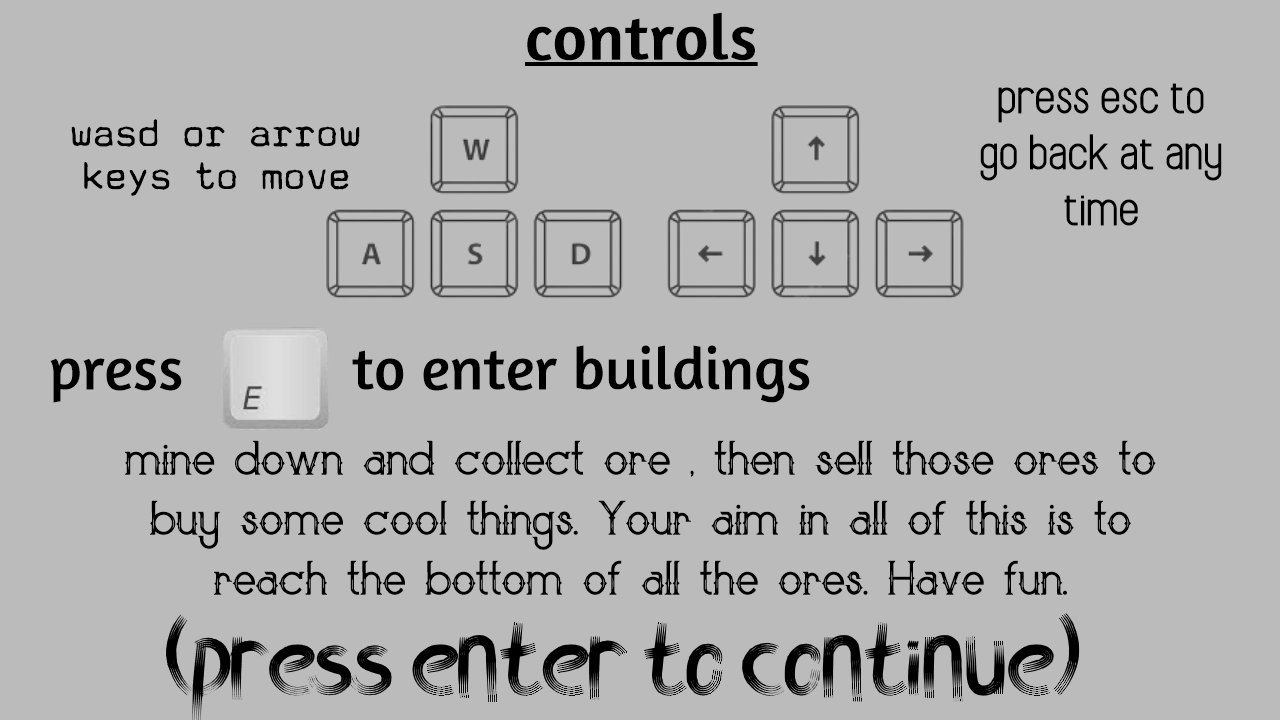 controls
wasd or arrow
keys to move
W
A S D
↑
← ↓ →
press esc to
go back at any
time
press E to enter buildings
mine down and collect ore , then sell those ores to
buy some cool things. Your aim in all of this is to
reach the bottom of all the ores. Have fun.
(press enter to continue)